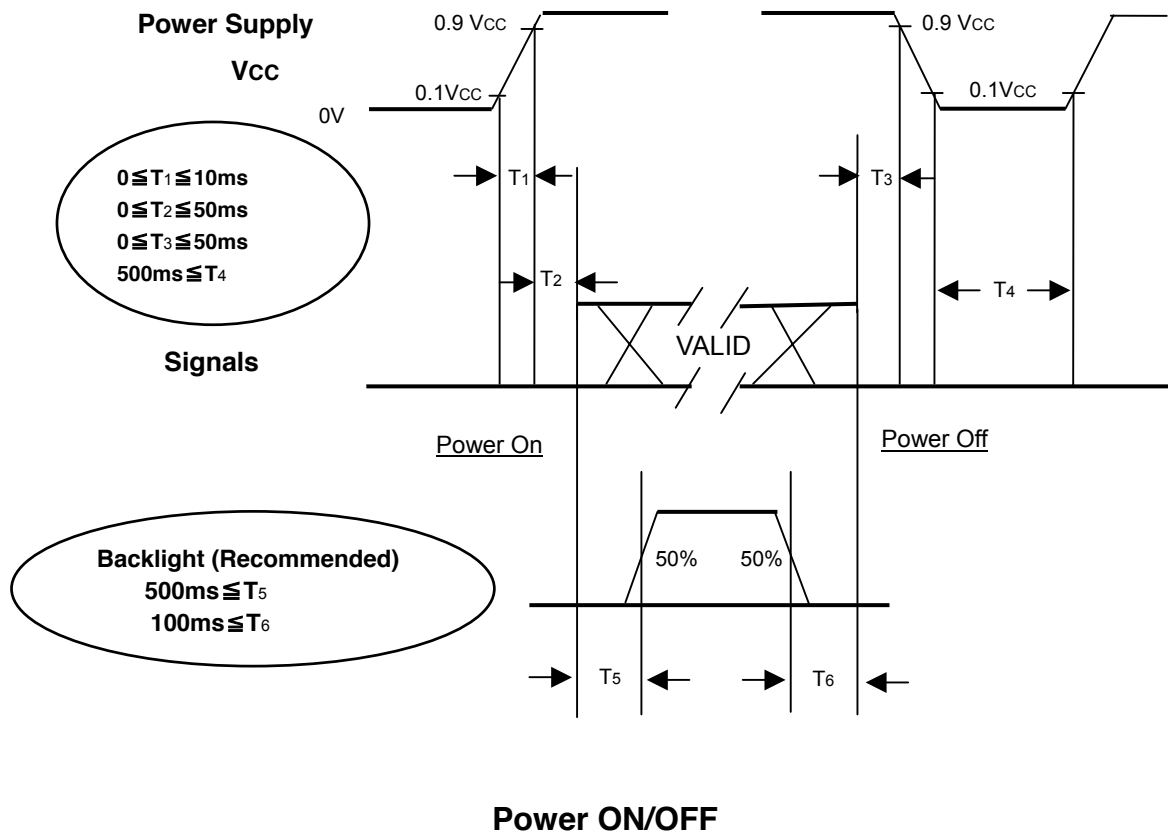 Power Supply
VCC
0.9 VCC
0.9 VCC
0.1VCC
0.1VCC
0V
0≦T1≦10ms
0≦T2≦50ms
0≦T3≦50ms
500ms≦T4
T1
T3
T2
T4
Signals
VALID
Power On
Power Off
Backlight (Recommended)
500ms≦T5
100ms≦T6
50%
50%
T5
T6
Power ON/OFF